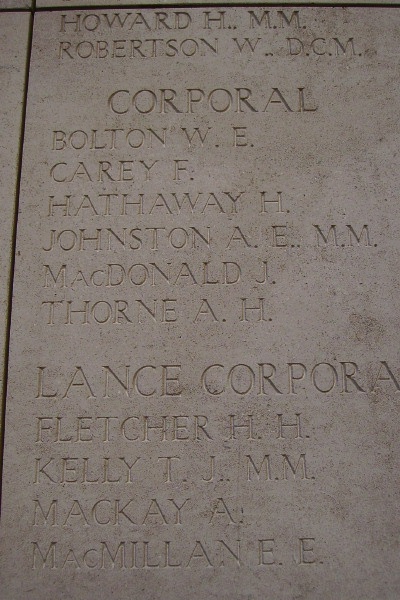 HOWARD H., M.M.
ROBERTSON W., D.C.M.
CORPORAL
BOLTON W. E.
CAREY F.
HATHAWAY H.
JOHNSTON A. E., M.M.
MACDONALD J.
THORNE A. H.
LANCE CORPORA
FLETCHER H. H.
KELLY T. J., M.M.
MACKAY A.
MACMILLAN E. E.